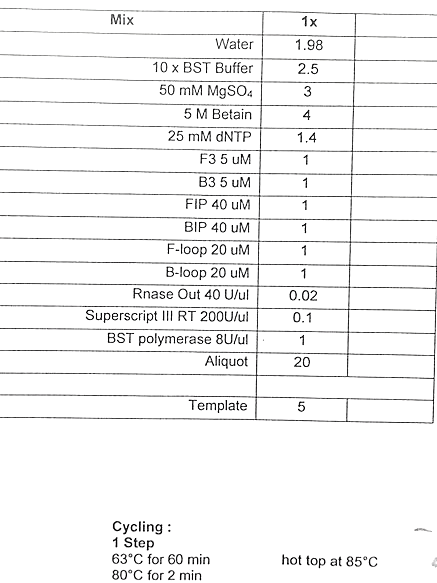 Mix 1x
Water 1.98
10 x BST Buffer 2.5
50 mM MgSO₄ 3
5 M Betain 4
25 mM dNTP 1.4
F3 5 uM 1
B3 5 uM 1
FIP 40 uM 1
BIP 40 uM 1
F-loop 20 uM 1
B-loop 20 uM 1
Rnase Out 40 U/ul 0.02
Superscript III RT 200U/ul 0.1
BST polymerase 8U/ul 1
Aliquot 20
Template 5
Cycling :
1 Step
63°C for 60 min hot top at 85°C
80°C for 2 min